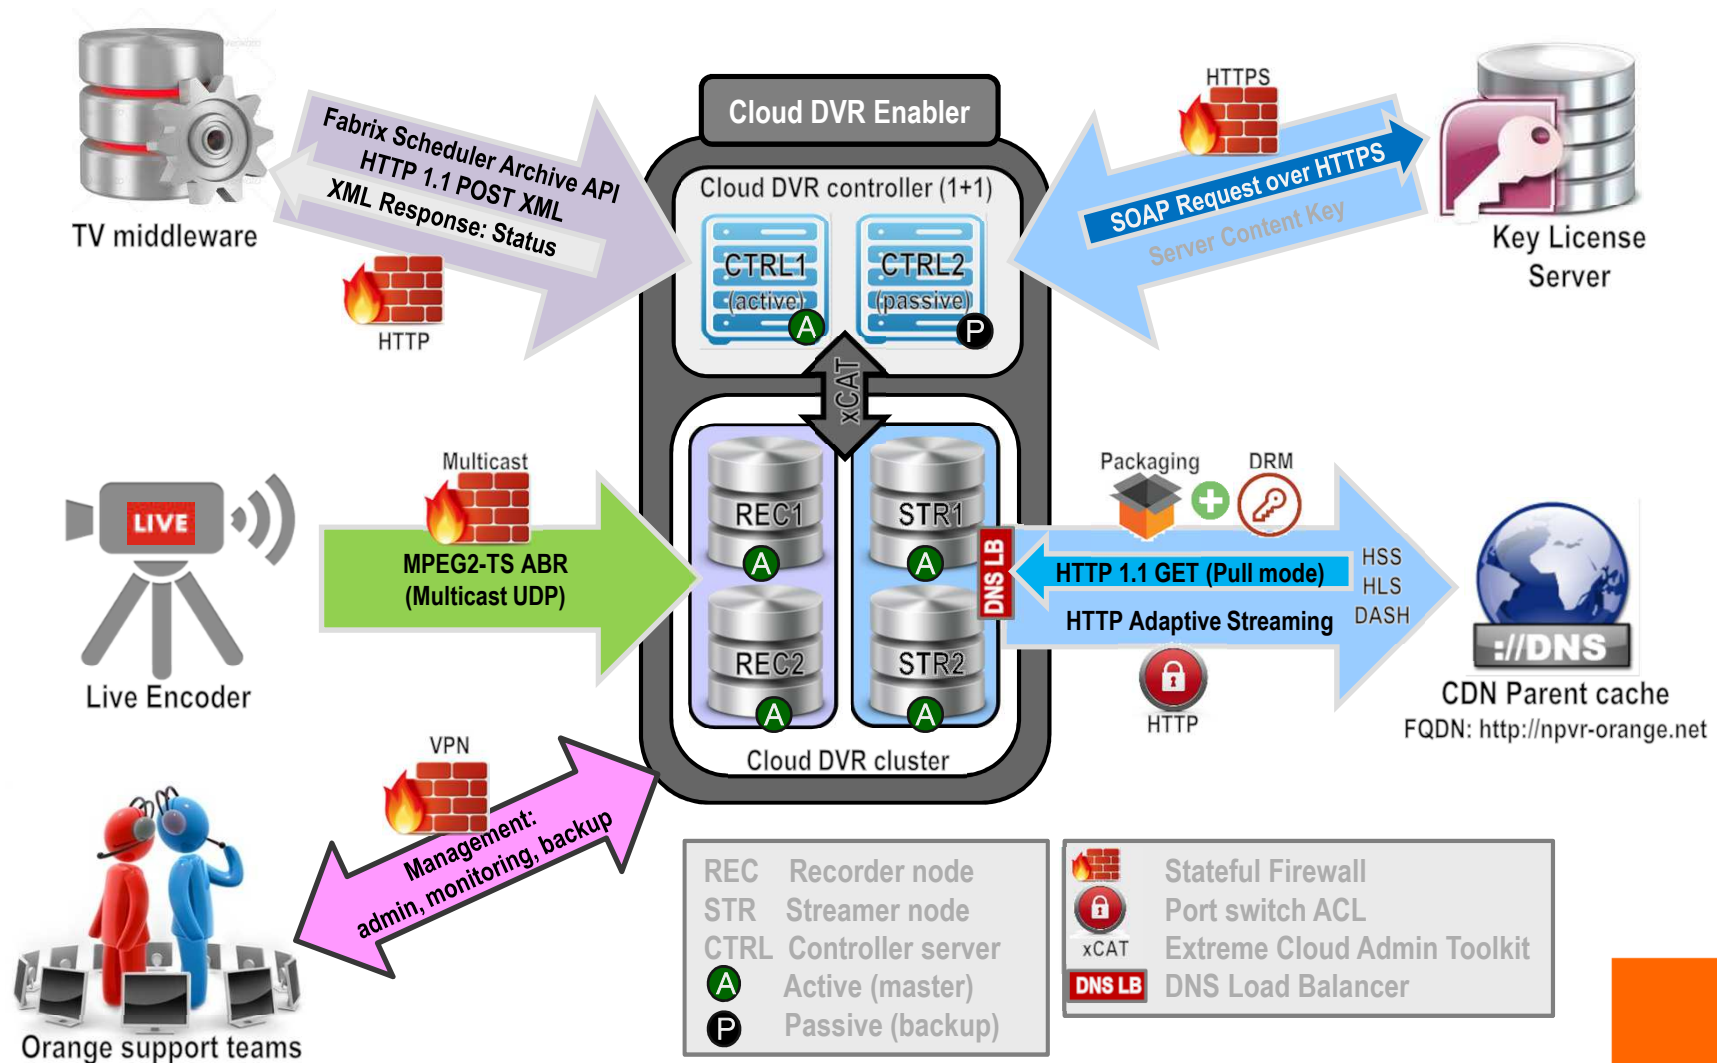 Cloud DVR Enabler
TV middleware
Fabrix Scheduler Archive API
HTTP 1.1 POST XML
XML Response: Status
HTTP
Cloud DVR controller (1+1)
CTRL1
(active)
A
CTRL2
(passive)
P
xCAT
HTTPS
SOAP Request over HTTPS
Server Content Key
Key License
Server
LIVE
Live Encoder
Multicast
MPEG2-TS ABR
(Multicast UDP)
REC1
A
REC2
A
STR1
A
STR2
A
Cloud DVR cluster
DNS LB
Packaging
DRM
HTTP 1.1 GET (Pull mode)
HTTP Adaptive Streaming
HSS
HLS
DASH
HTTP
://DNS
CDN Parent cache
FQDN: http://npvr-orange.net
VPN
Management:
admin, monitoring, backup
Orange support teams
REC Recorder node
STR Streamer node
CTRL Controller server
A Active (master)
P Passive (backup)
Stateful Firewall
Port switch ACL
xCAT Extreme Cloud Admin Toolkit
DNS LB DNS Load Balancer